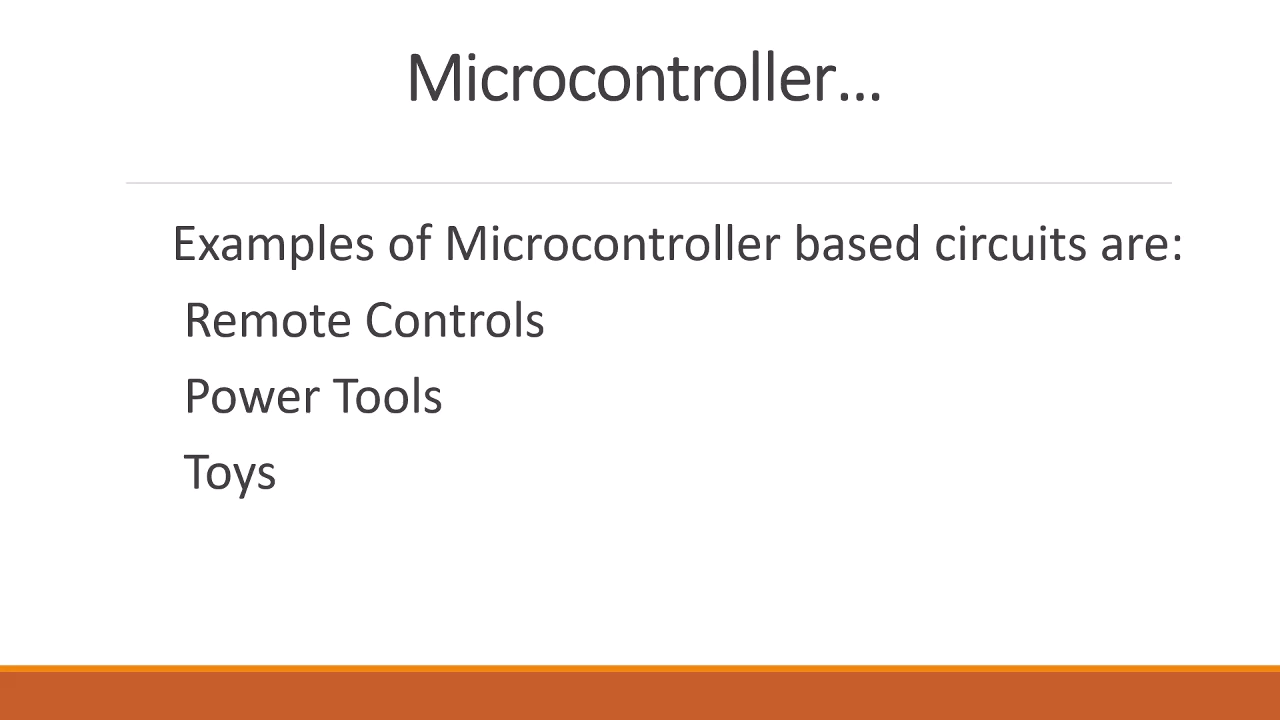 Microcontroller...
Examples of Microcontroller based circuits are:
Remote Controls
Power Tools
Toys